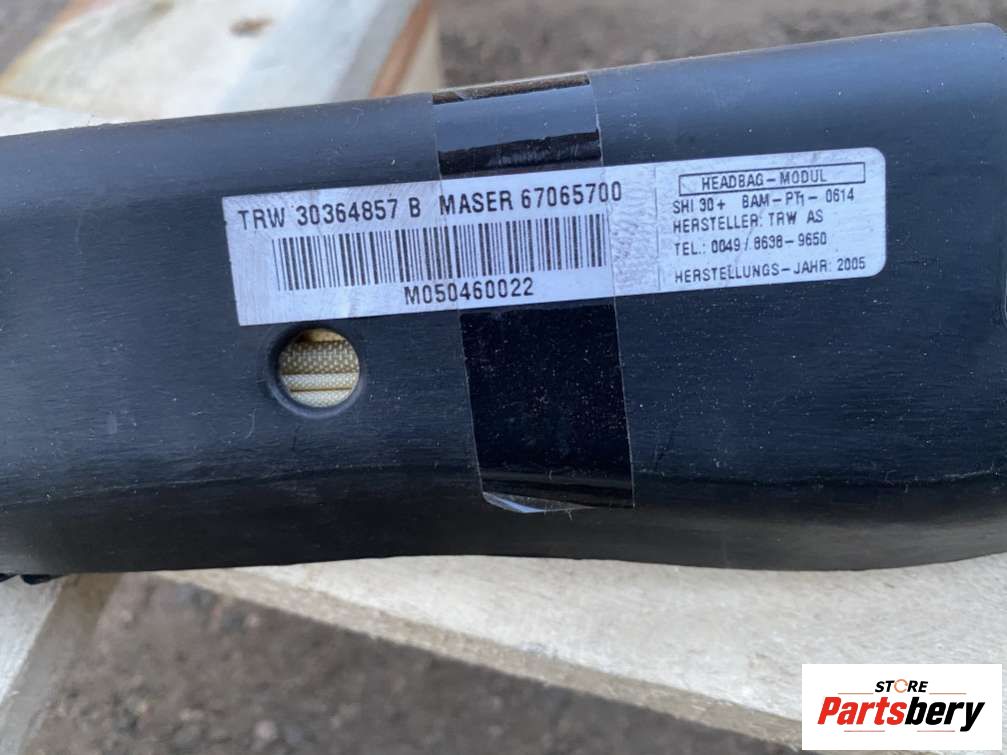 TRW 30364857 B MASER 67065700
M050460022
HEADBAG-MODUL
SHI 30+ BAM-PT1-0614
HERSTELLER: TRW AS
TEL.: 0049/8638-9650
HERSTELLUNGS-JAHR: 2005
STORE
Partsbery